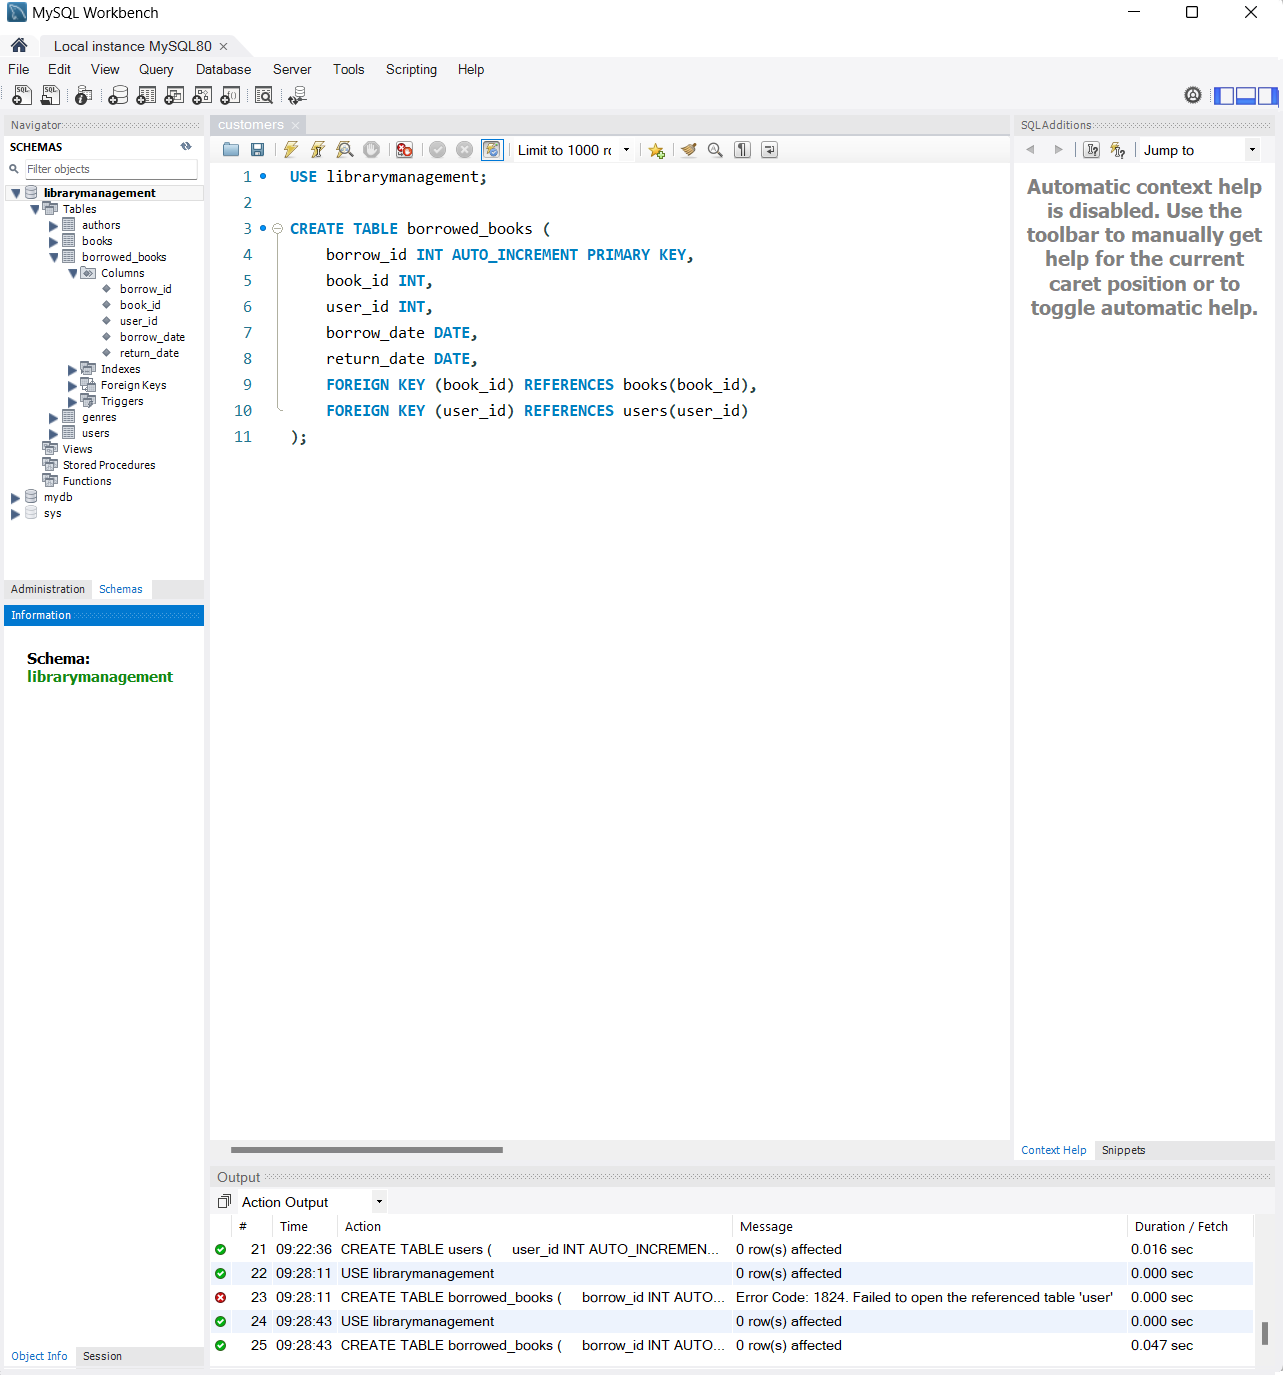 MySQL Workbench
Local instance MySQL80 ×
File Edit View Query Database Server Tools Scripting Help
Navigator
SCHEMAS
Filter objects
librarymanagement
Tables
authors
books
borrowed_books
Columns
borrow_id
book_id
user_id
borrow_date
return_date
Indexes
Foreign Keys
Triggers
genres
users
Views
Stored Procedures
Functions
mydb
sys
Administration Schemas
Information
Schema:
librarymanagement
Object Info Session
customers ×
Limit to 1000 rc
1 USE librarymanagement;
2
3 CREATE TABLE borrowed_books (
4 borrow_id INT AUTO_INCREMENT PRIMARY KEY,
5 book_id INT,
6 user_id INT,
7 borrow_date DATE,
8 return_date DATE,
9 FOREIGN KEY (book_id) REFERENCES books(book_id),
10 FOREIGN KEY (user_id) REFERENCES users(user_id)
11 );
SQLAdditions
Jump to
Automatic context help
is disabled. Use the
toolbar to manually get
help for the current
caret position or to
toggle automatic help.
Context Help Snippets
Output
Action Output
# Time Action Message Duration / Fetch
21 09:22:36 CREATE TABLE users ( user_id INT AUTO_INCREMEN... 0 row(s) affected 0.016 sec
22 09:28:11 USE librarymanagement 0 row(s) affected 0.000 sec
23 09:28:11 CREATE TABLE borrowed_books ( borrow_id INT AUTO... Error Code: 1824. Failed to open the referenced table 'user' 0.000 sec
24 09:28:43 USE librarymanagement 0 row(s) affected 0.000 sec
25 09:28:43 CREATE TABLE borrowed_books ( borrow_id INT AUTO... 0 row(s) affected 0.047 sec